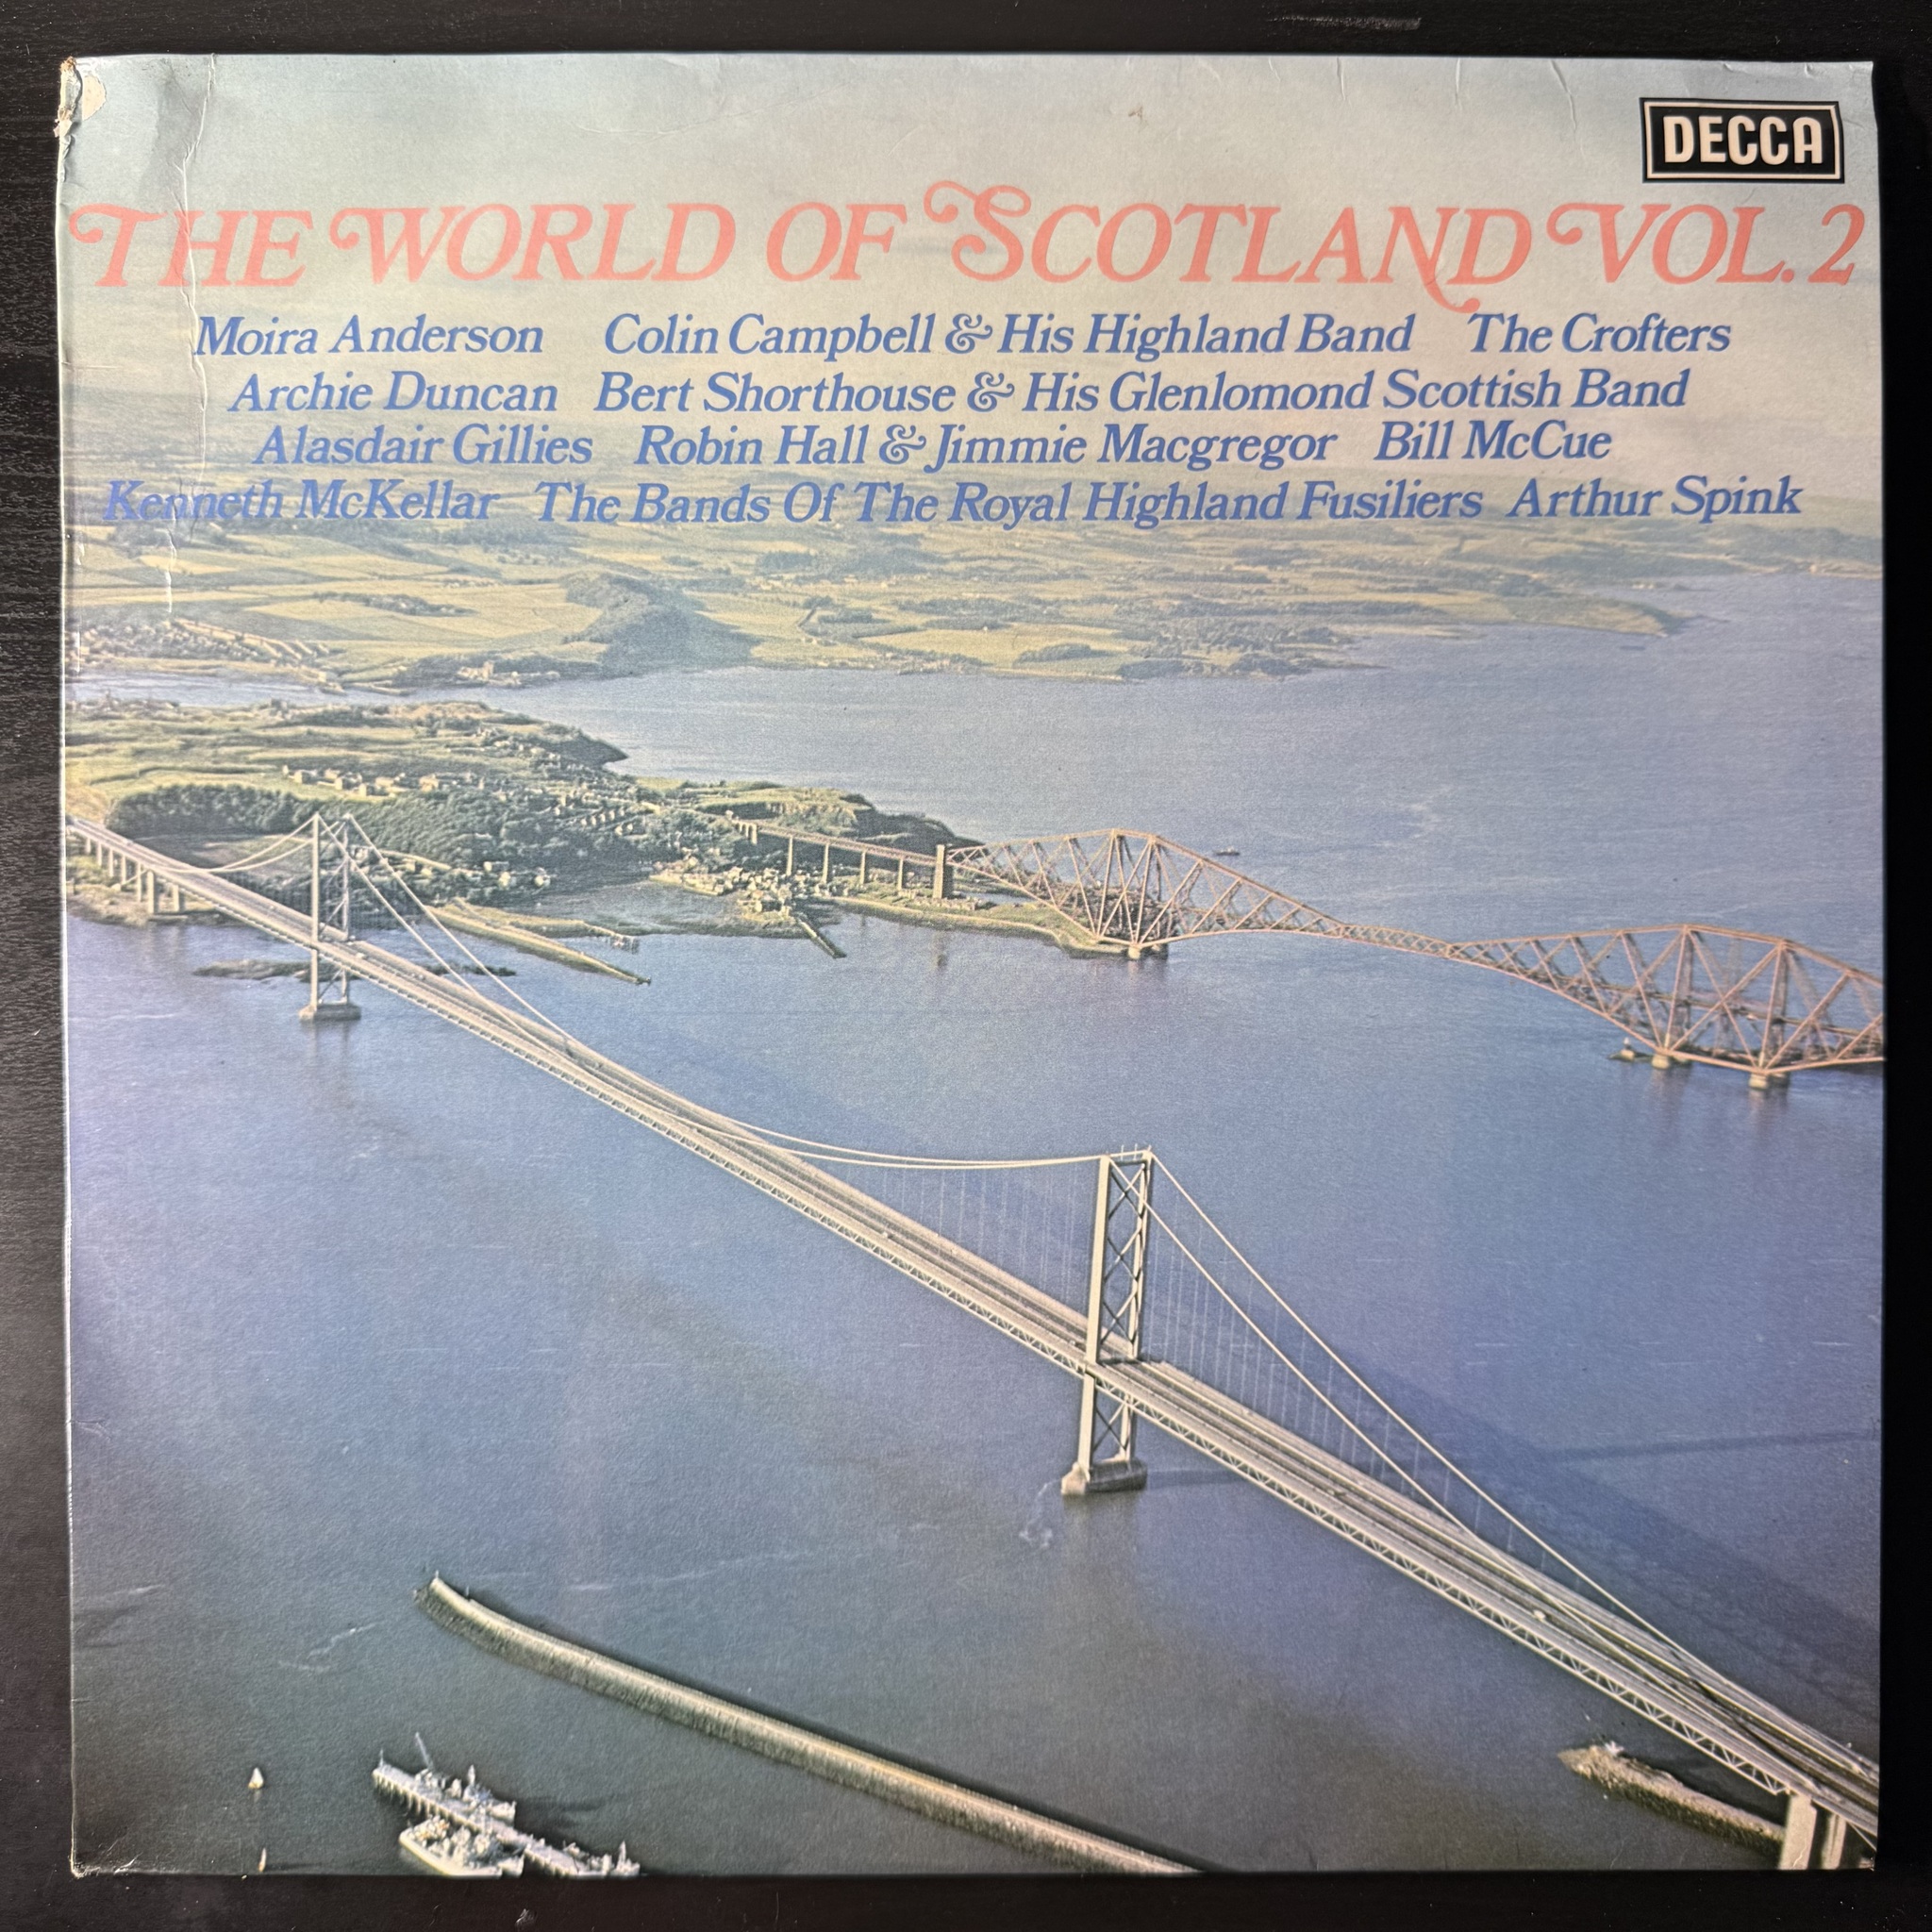 DECCA
THE WORLD OF SCOTLAND VOL. 2
Moira Anderson Colin Campbell & His Highland Band The Crofters
Archie Duncan Bert Shorthouse & His Glenlomond Scottish Band
Alasdair Gillies Robin Hall & Jimmie Macgregor Bill McCue
Kenneth McKellar The Bands Of The Royal Highland Fusiliers Arthur Spink